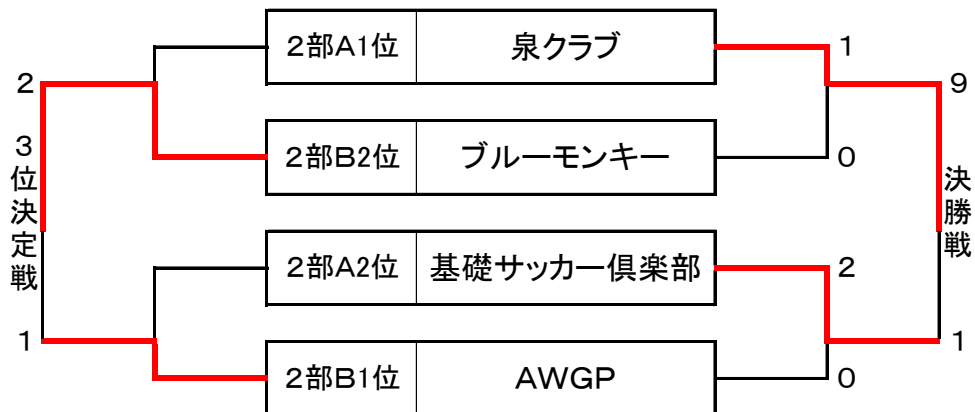 2部A1位 泉クラブ 1
2 9
2部B2位 ブルーモンキー 0
3位決定戦
決勝戦
2部A2位 基礎サッカー倶楽部 2
1 1
2部B1位 AWGP 0